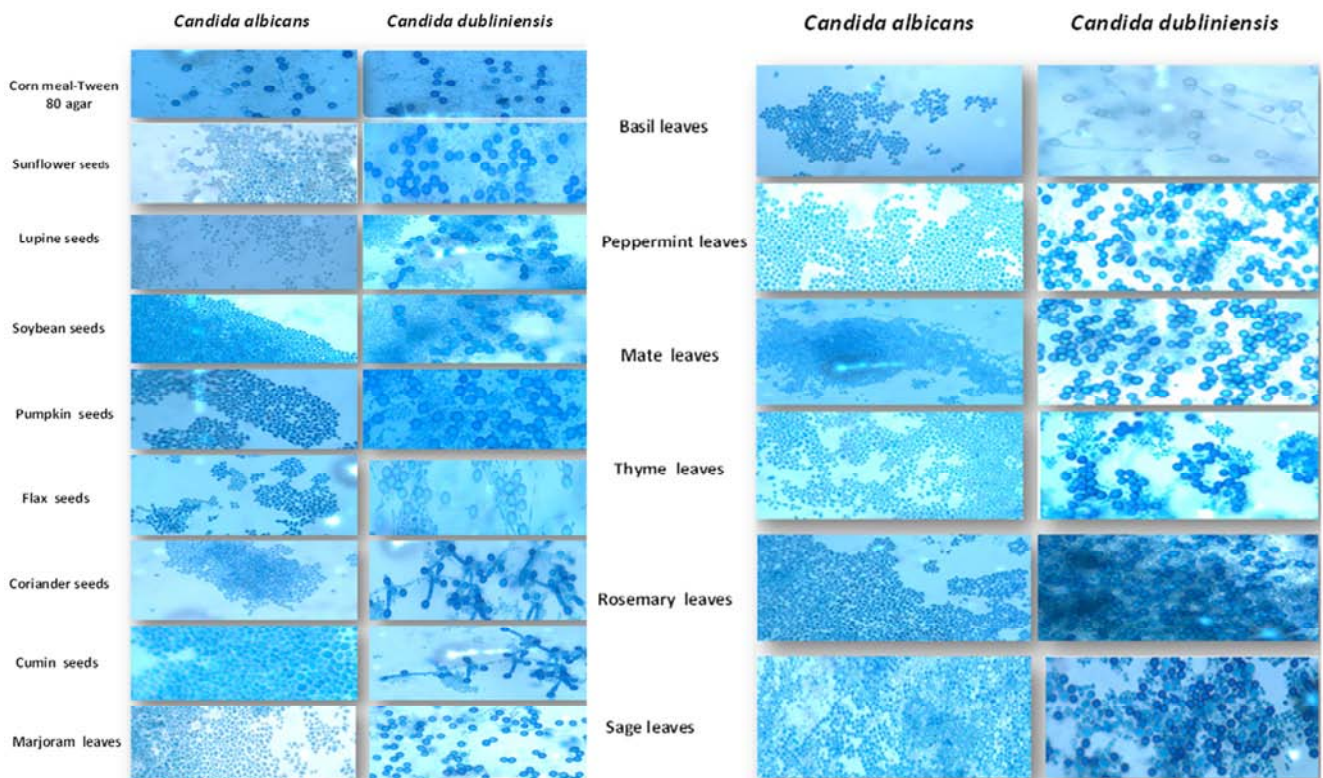 Candida albicans
Candida dubliniensis
Corn meal-Tween
80 agar
Sunflower seeds
Lupine seeds
Soybean seeds
Pumpkin seeds
Flax seeds
Coriander seeds
Cumin seeds
Marjoram leaves
Candida albicans
Candida dubliniensis
Basil leaves
Peppermint leaves
Mate leaves
Thyme leaves
Rosemary leaves
Sage leaves